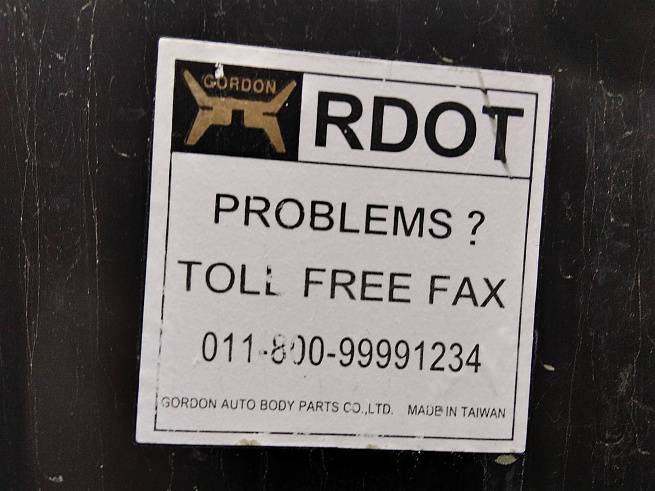 GORDON
RDOT
PROBLEMS ?
TOLL FREE FAX
011-800-99991234
GORDON AUTO BODY PARTS CO.,LTD. MADE IN TAIWAN